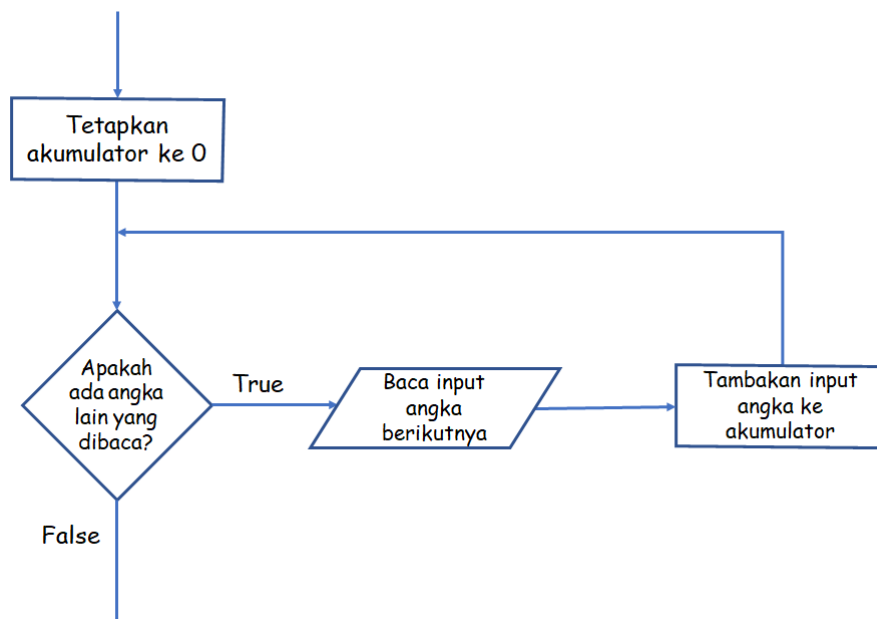 Tetapkan
akumulator ke 0
Apakah
ada angka
lain yang
dibaca?
True
Baca input
angka
berikutnya
Tambakan input
angka ke
akumulator
False